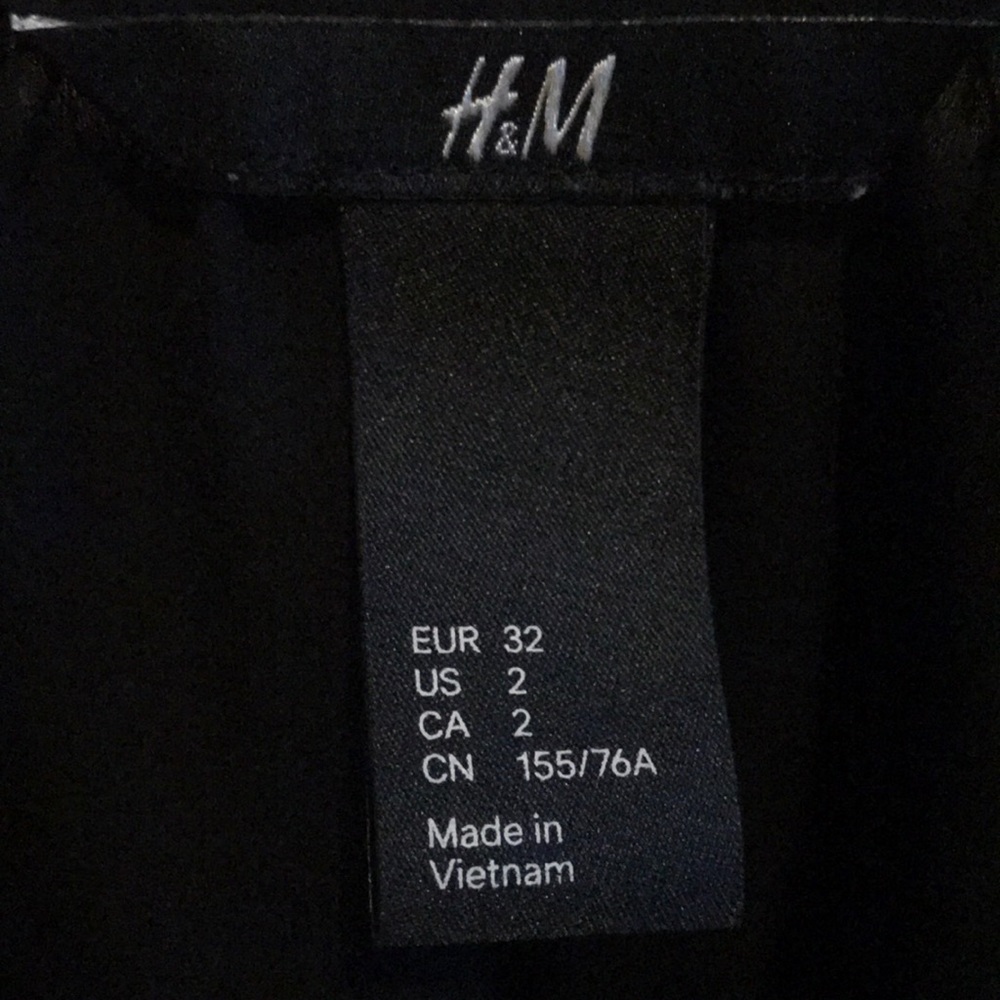 H&M
EUR 32
US 2
CA 2
CN 155/76A
Made in
Vietnam